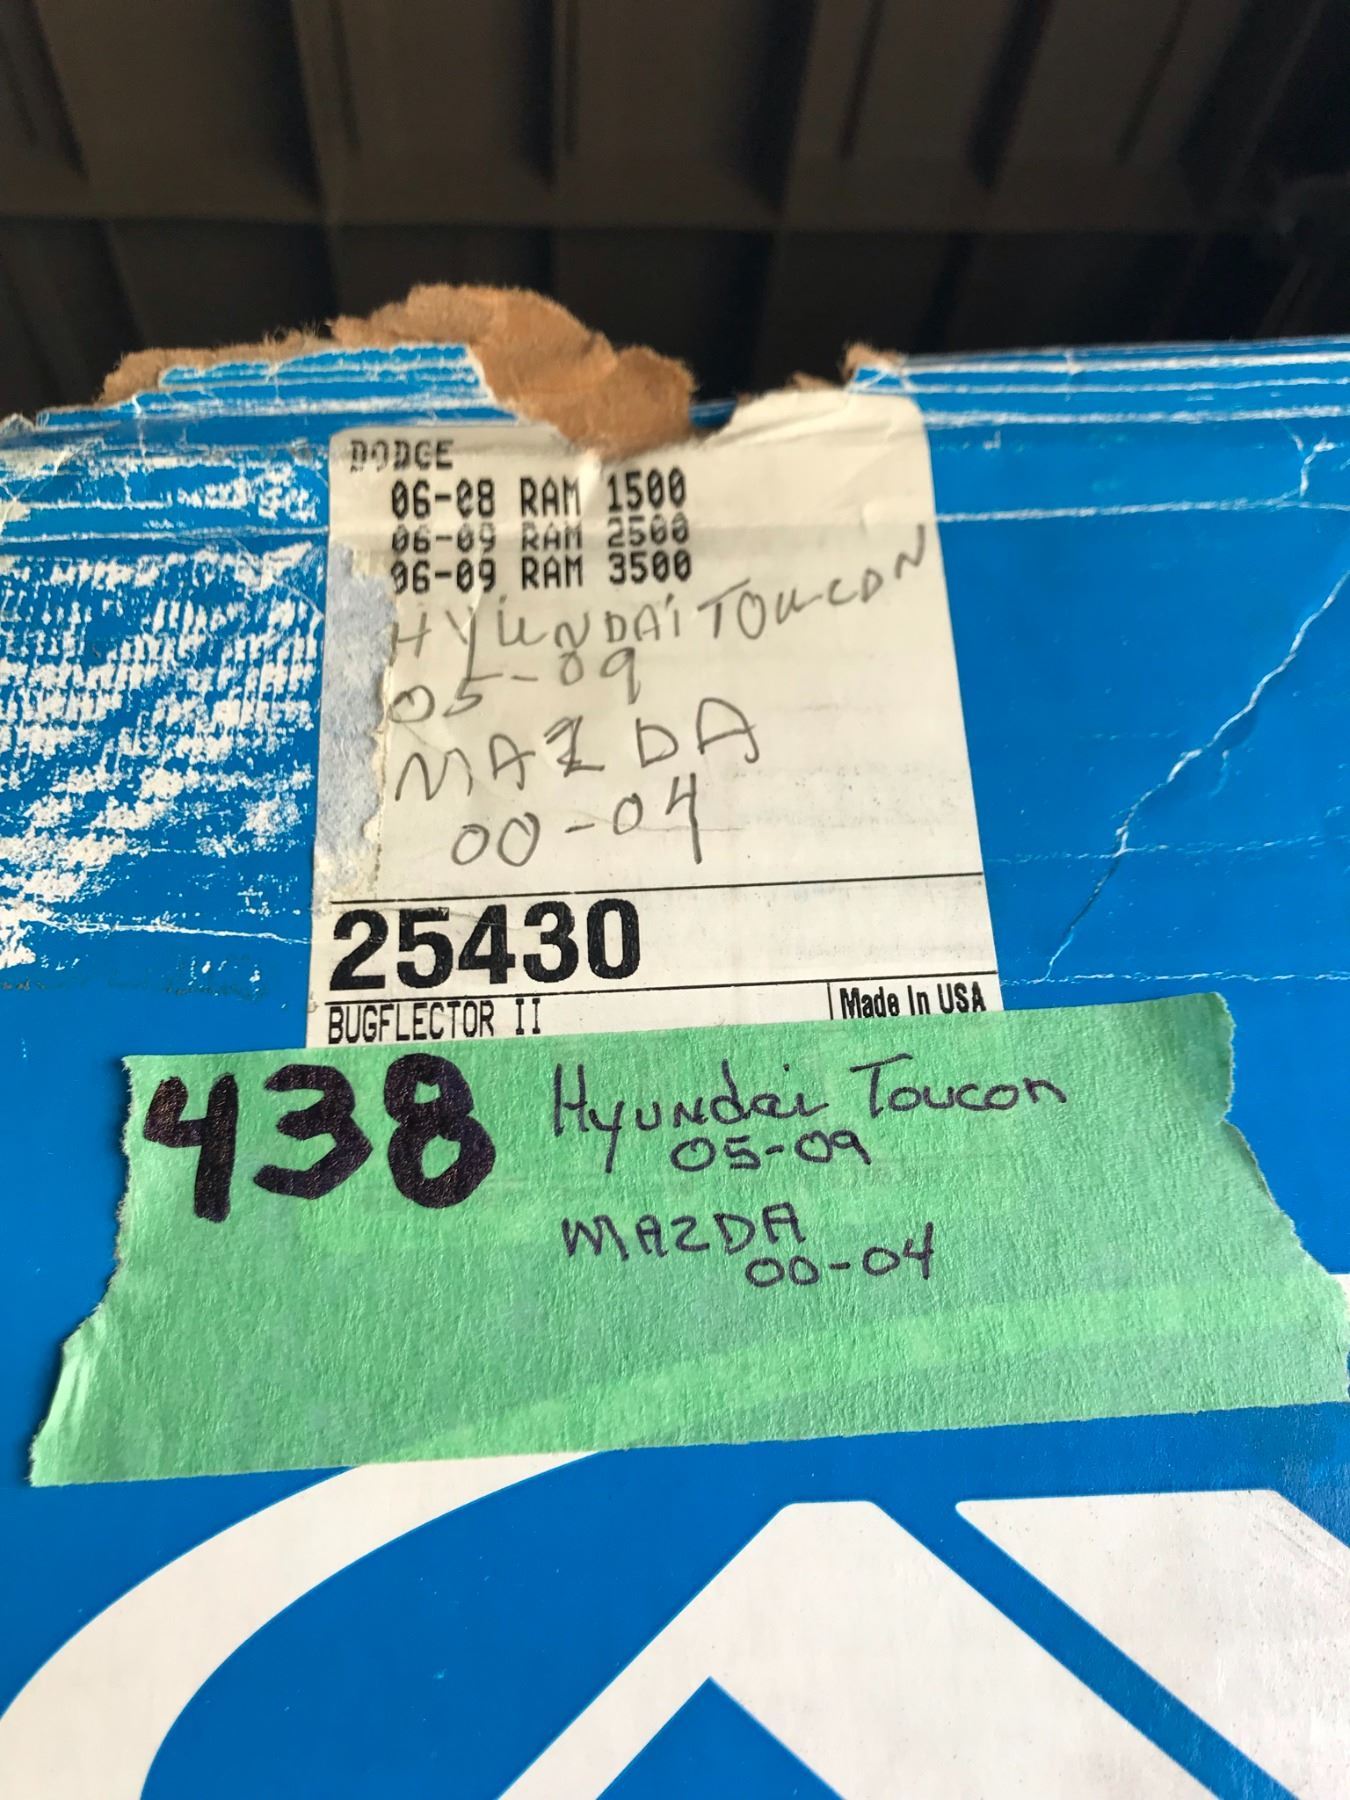 DODGE
06-08 RAM 1500
06-09 RAM 2500
06-09 RAM 3500
HYUNDAi TOUCON
05-09
MAZDA
00-04
25430
BUGFLECTOR II
Made In USA
438
Hyundai Toucon
05-09
MAZDA
00-04